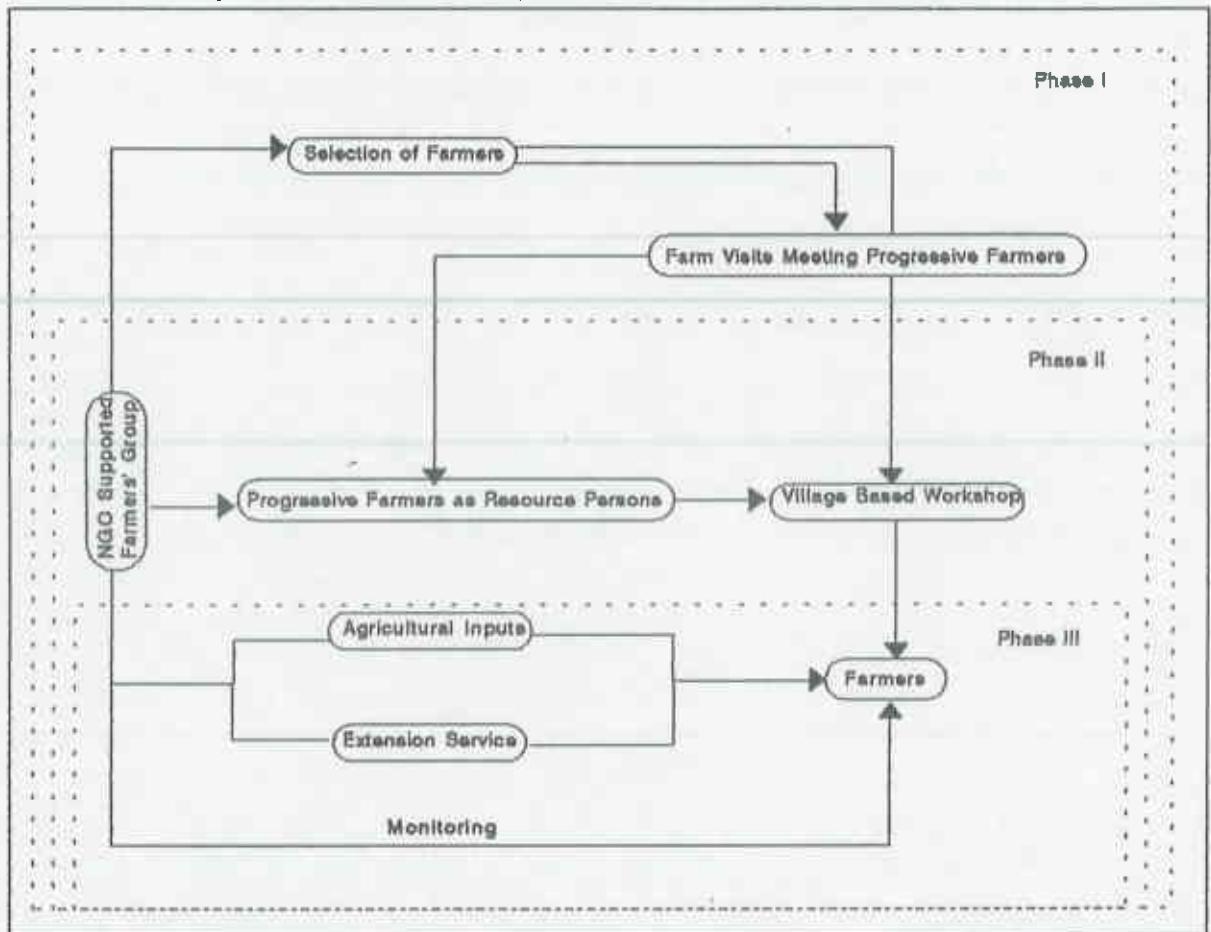 Phase I
Selection of Farmers
Farm Visits Meeting Progressive Farmers
Phase II
NGO Supported
Farmers' Group
Progressive Farmers as Resource Persons
Village Based Workshop
Agricultural Inputs
Phase III
Farmers
Extension Service
Monitoring